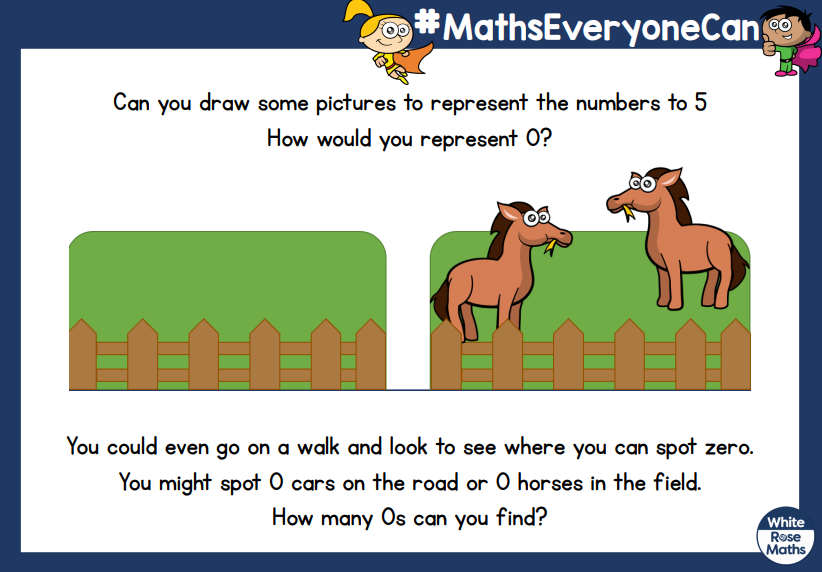 #MathsEveryoneCan
Can you draw some pictures to represent the numbers to 5
How would you represent 0?
You could even go on a walk and look to see where you can spot zero.
You might spot 0 cars on the road or 0 horses in the field.
How many 0s can you find?
White
Rose
Maths